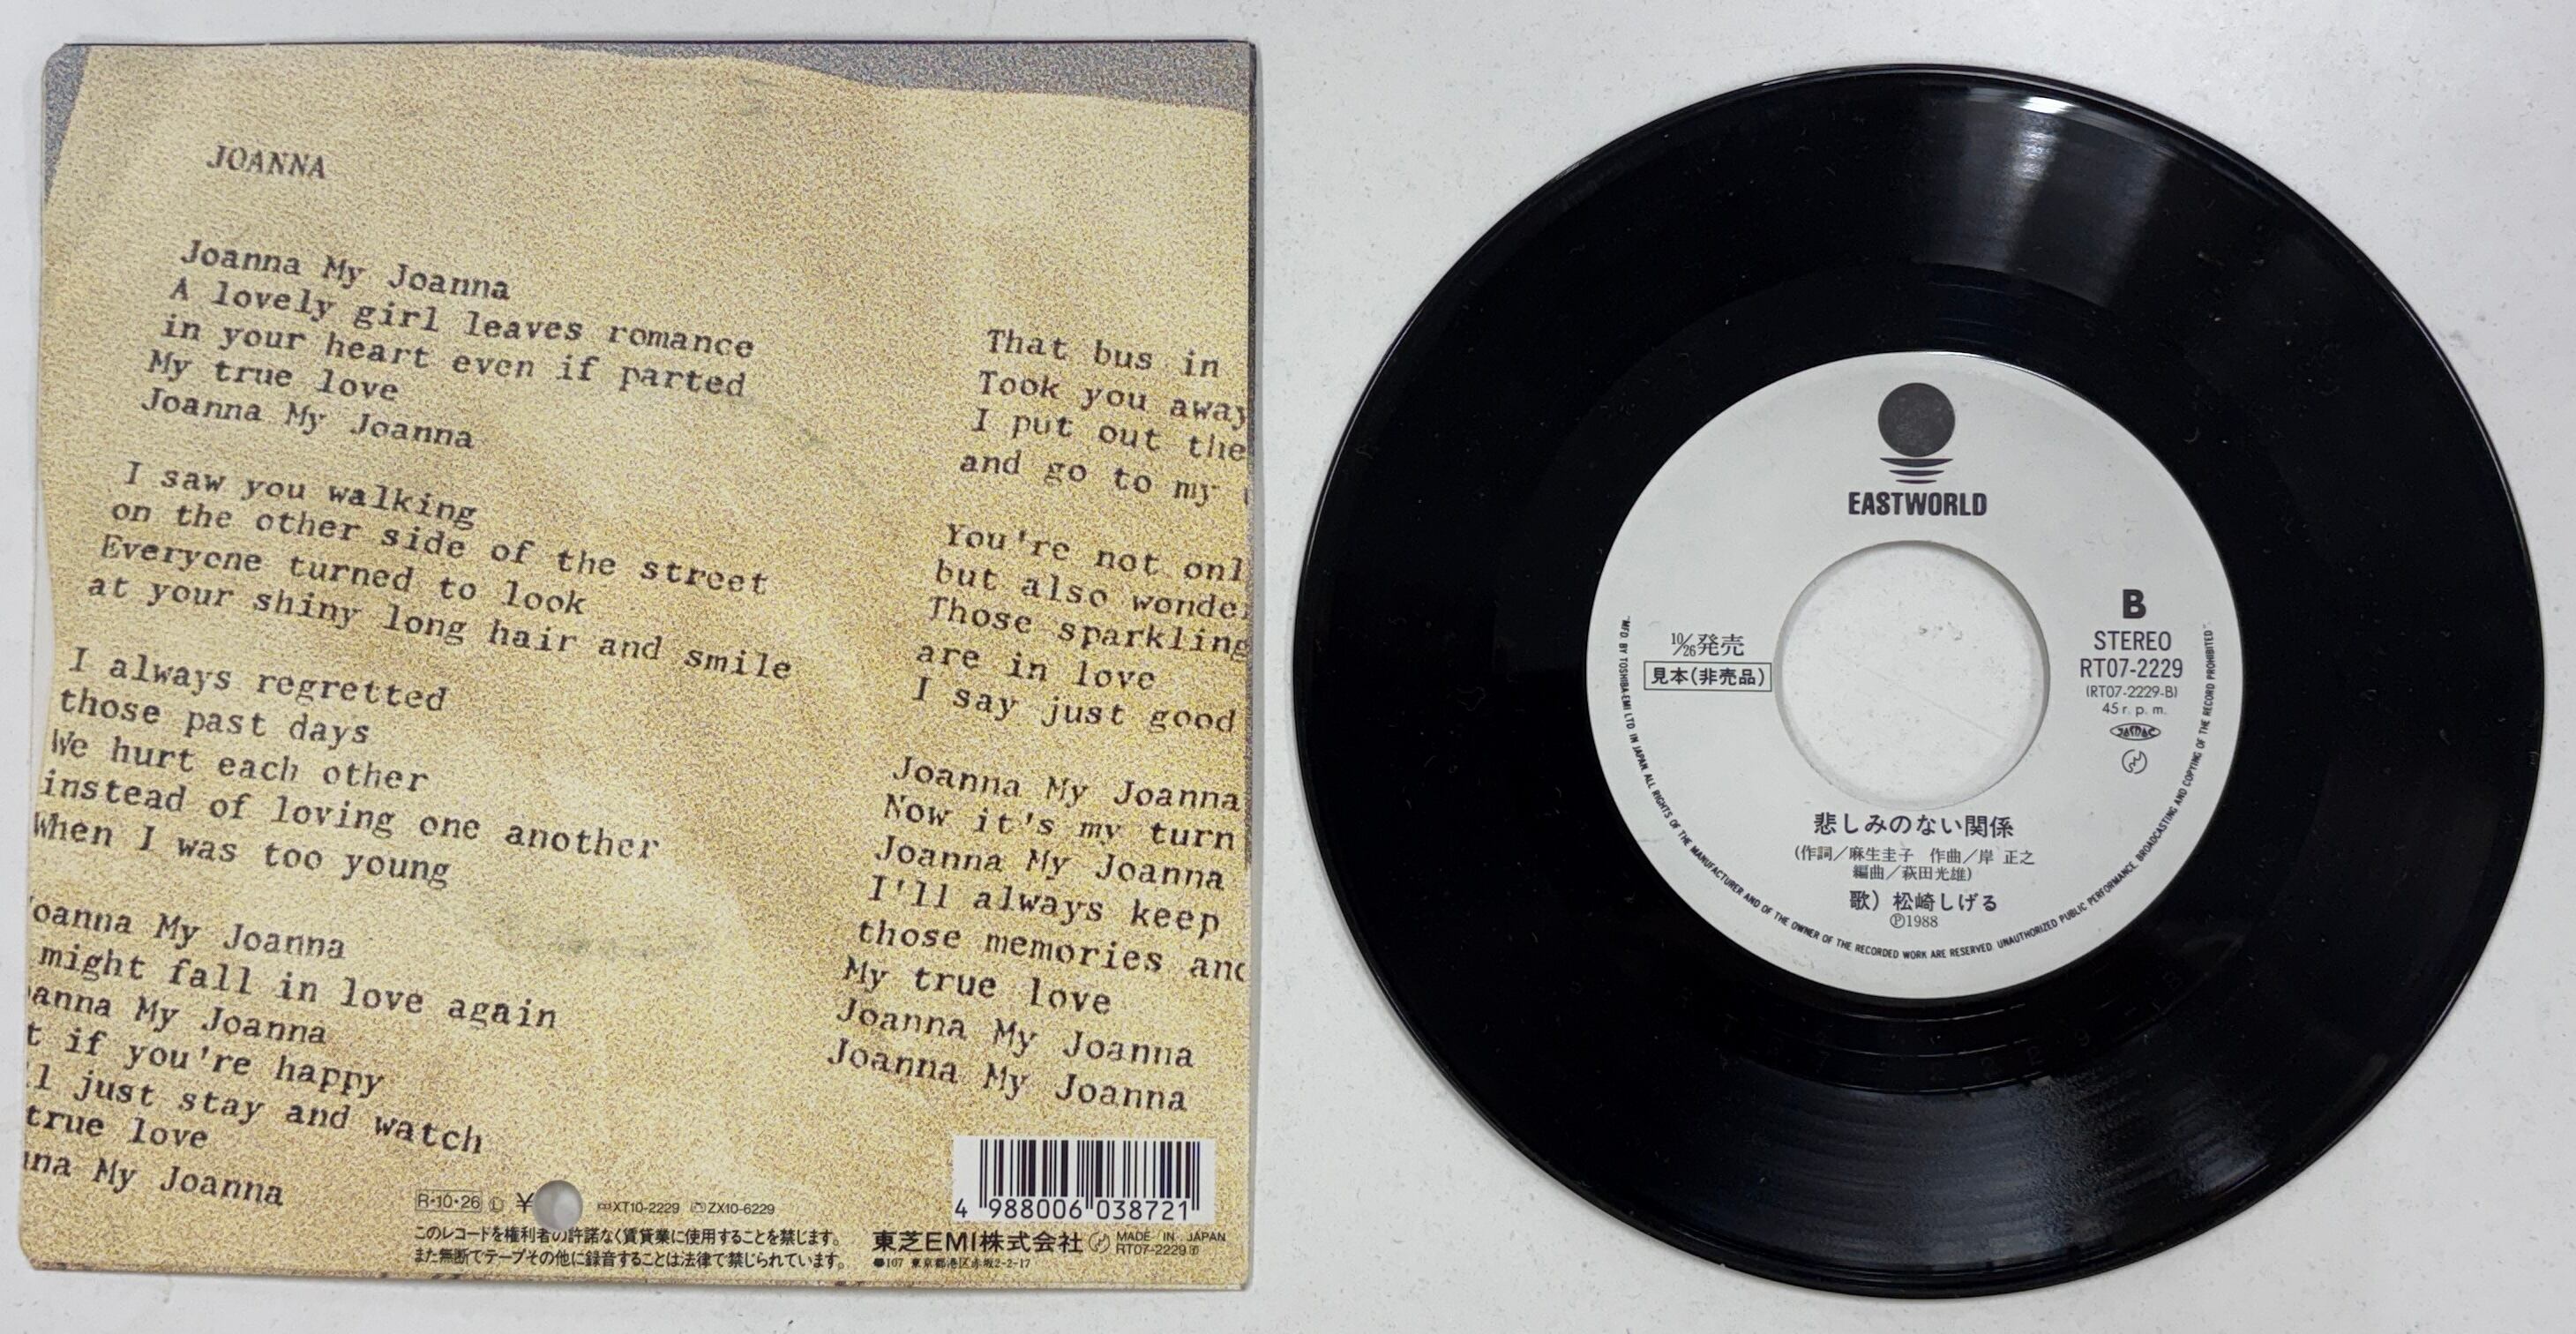 JOANNA
Joanna My Joanna
A lovely girl leaves romance
in your heart even if parted
My true love
Joanna My Joanna
I saw you walking
on the other side of the street
Everyone turned to look
at your shiny long hair and smile
I always regretted
those past days
We hurt each other
instead of loving one another
When I was too young
oanna My Joanna
might fall in love again
anna My Joanna
t if you're happy
ll just stay and watch
true love
na My Joanna
That bus in
Took you away
I put out the
and go to my
You're not onl
but also wonder
Those sparkling
are in love
I say just good
Joanna My Joanna
Now it's my turn
Joanna My Joanna
I'll always keep
those memories and
My true love
Joanna My Joanna
Joanna My Joanna
4 988006 038721
R・10・26 Ⓛ ¥ XT10-2229 ZX10-6229
このレコードを権利者の許諾なく賃貸業に使用することを禁じます。
また無断でテープその他に録音することは法律で禁じられています。
東芝EMI株式会社 MADE IN JAPAN
RT07-2229
●107 東京都港区赤坂2-2-17
EASTWORLD
10/26発売
見本(非売品)
B
STEREO
RT07-2229
(RT07-2229-B)
45 r. p. m.
JASRAC
悲しみのない関係
(作詞／麻生圭子 作曲／岸 正之
編曲／萩田光雄)
歌) 松崎しげる
Ⓟ1988
"MFD BY TOSHIBA-EMI LTD IN JAPAN ALL RIGHTS OF THE MANUFACTURER AND OF THE OWNER OF THE RECORDED WORK ARE RESERVED UNAUTHORIZED PUBLIC PERFORMANCE BROADCASTING AND COPYING OF THE RECORD PROHIBITED"